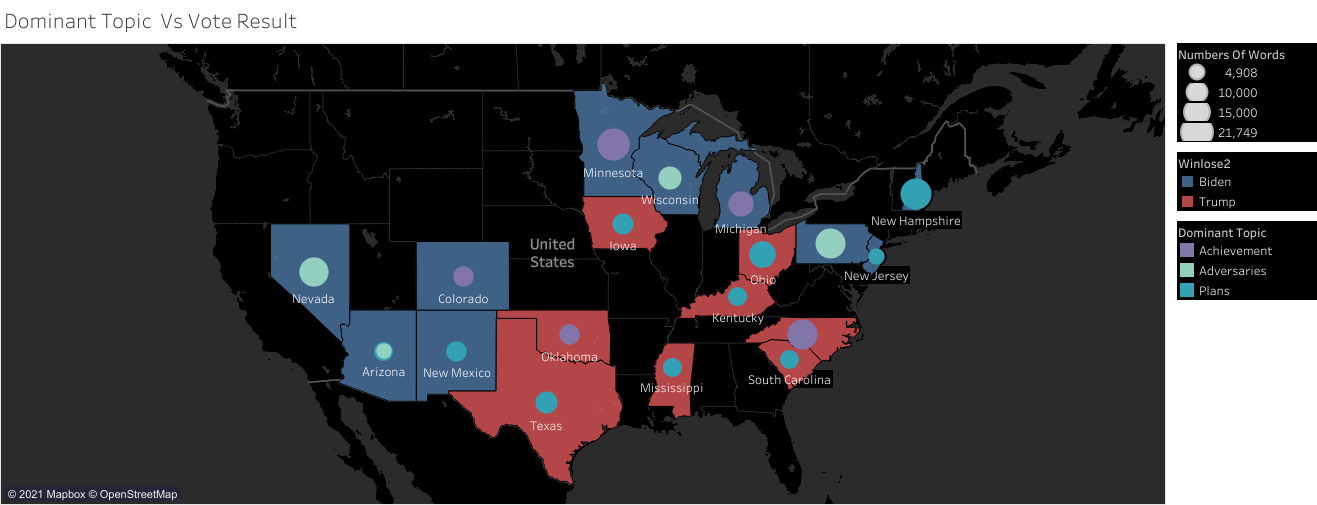 Dominant Topic  Vs Vote Result
Numbers Of Words
4,908
10,000
15,000
21,749
Winlose2
Biden
Trump
Dominant Topic
Achievement
Adversaries
Plans
Minnesota
Wisconsin
Michigan
New Hampshire
Iowa
United
States
Ohio
New Jersey
Nevada
Colorado
Kentucky
Oklahoma
Arizona
New Mexico
Mississippi
South Carolina
Texas
© 2021 Mapbox © OpenStreetMap